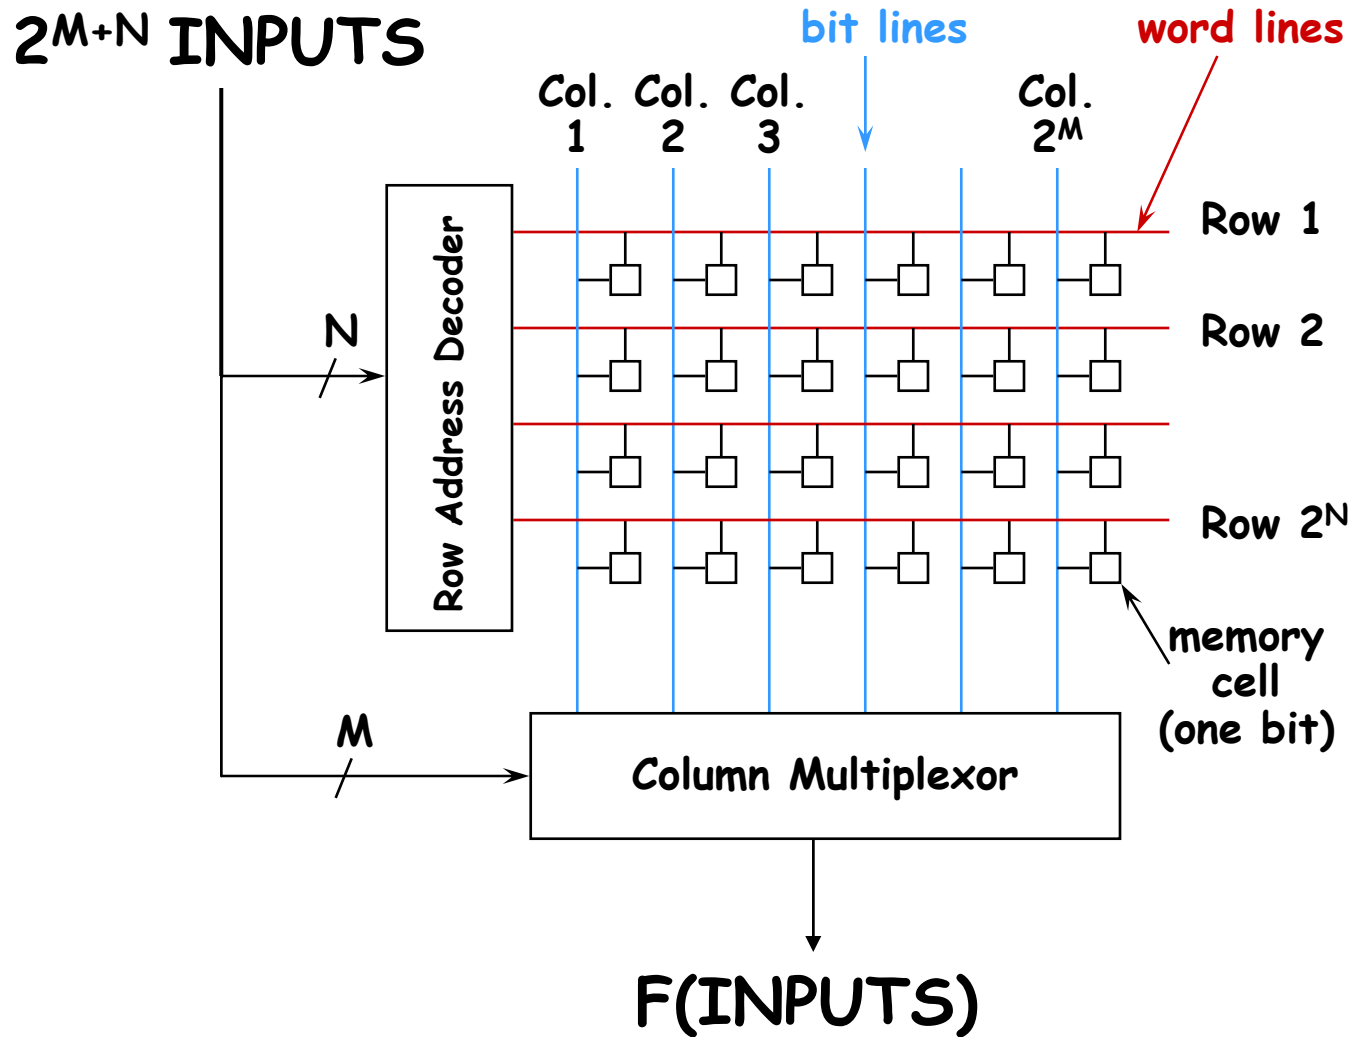 2ᴹ⁺ᴺ INPUTS
bit lines
word lines
Col. 1
Col. 2
Col. 3
Col. 2ᴹ
Row Address Decoder
Row 1
Row 2
Row 2ᴺ
N
memory
cell
(one bit)
M
Column Multiplexor
F(INPUTS)